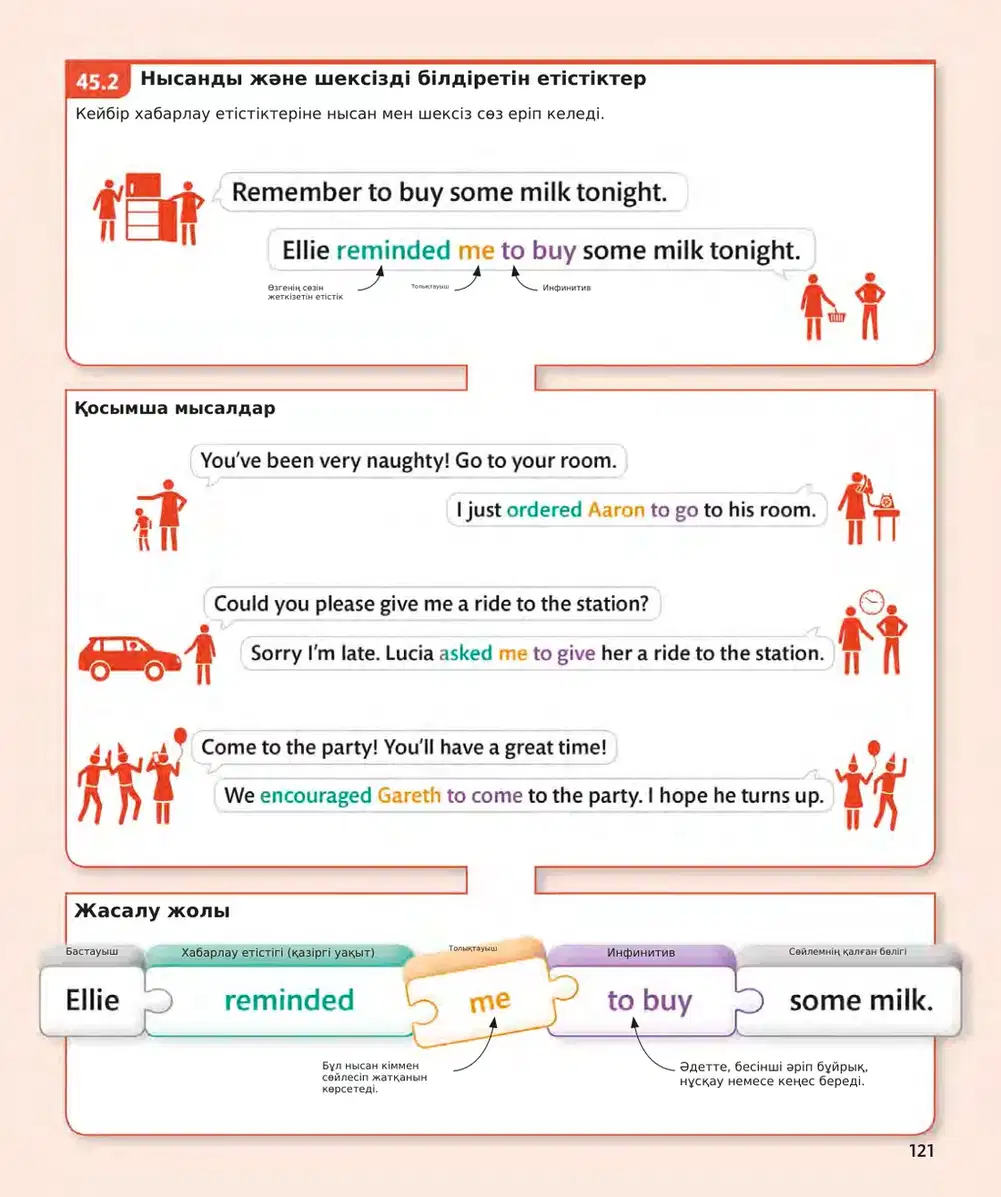 45.2 Нысанды және шексізді білдіретін етістіктер
Кейбір хабарлау етістіктеріне нысан мен шексіз сөз еріп келеді.
Remember to buy some milk tonight.
Ellie reminded me to buy some milk tonight.
Өзгенің сөзін
жеткізетін етістік
Толықтауыш
Инфинитив
Қосымша мысалдар
You've been very naughty! Go to your room.
I just ordered Aaron to go to his room.
Could you please give me a ride to the station?
Sorry I'm late. Lucia asked me to give her a ride to the station.
Come to the party! You'll have a great time!
We encouraged Gareth to come to the party. I hope he turns up.
Жасалу жолы
Бастауыш Хабарлау етістігі (қазіргі уақыт) Толықтауыш Инфинитив Сөйлемнің қалған бөлігі
Ellie reminded me to buy some milk.
Бұл нысан кіммен
сөйлесіп жатқанын
көрсетеді.
Әдетте, бесінші әріп бұйрық,
нұсқау немесе кеңес береді.
121